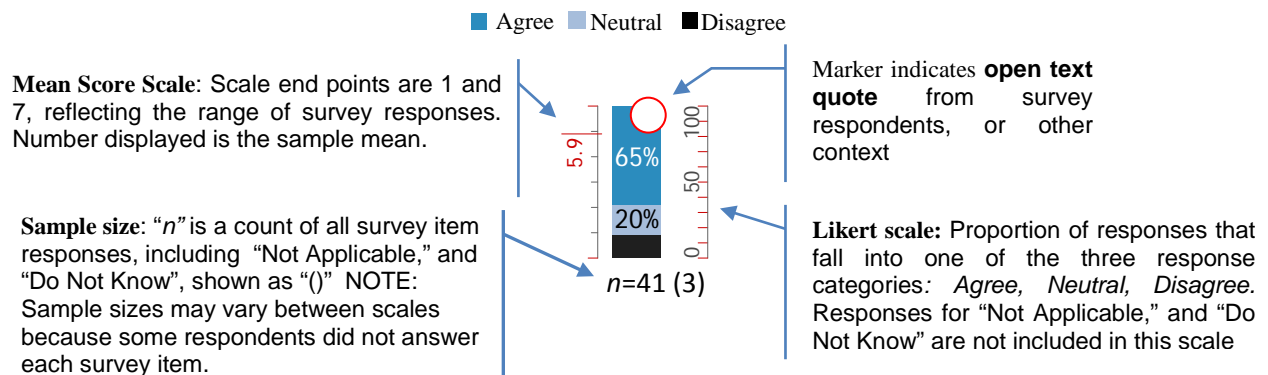 Agree Neutral Disagree
Mean Score Scale: Scale end points are 1 and
7, reflecting the range of survey responses.
Number displayed is the sample mean.
Sample size: “n” is a count of all survey item
responses, including “Not Applicable,” and
“Do Not Know”, shown as “()” NOTE:
Sample sizes may vary between scales
because some respondents did not answer
each survey item.
5.9
65%
20%
100
50
0
n=41 (3)
Marker indicates open text
quote from survey
respondents, or other
context
Likert scale: Proportion of responses that
fall into one of the three response
categories: Agree, Neutral, Disagree.
Responses for “Not Applicable,” and “Do
Not Know” are not included in this scale